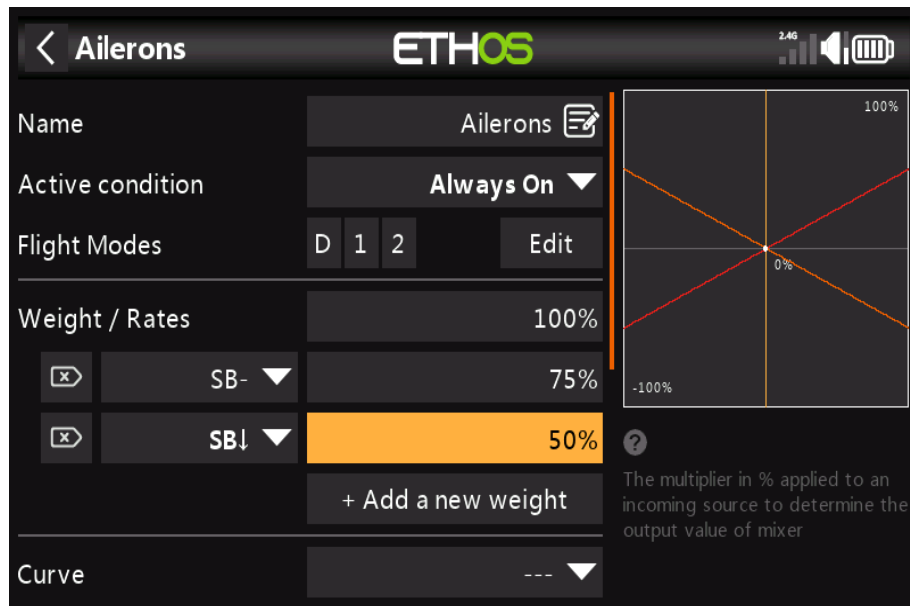 Ailerons
ETHOS
2.4G
Name
Ailerons
Active condition
Always On
Flight Modes
D 1 2
Edit
Weight / Rates
100%
SB-
75%
SB↓
50%
+ Add a new weight
Curve
---
100%
0%
-100%
The multiplier in % applied to an
incoming source to determine the
output value of mixer